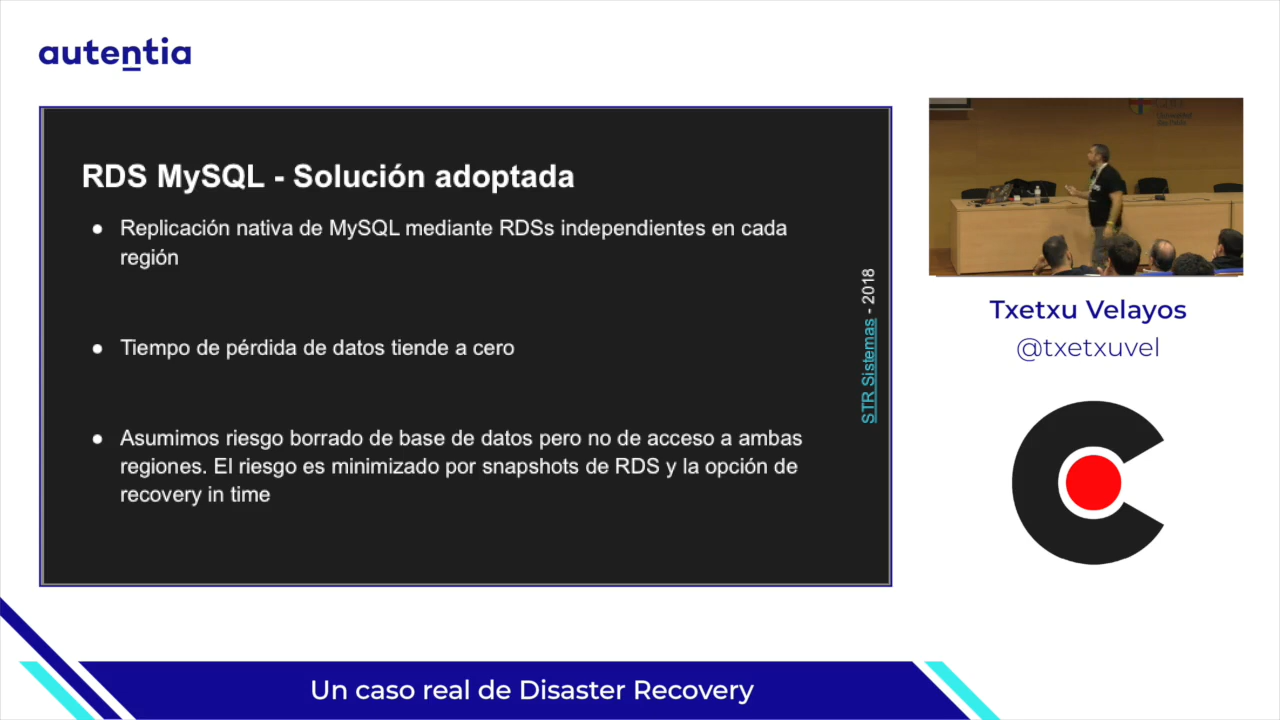 autentia
RDS MySQL - Solución adoptada
● Replicación nativa de MySQL mediante RDSs independientes en cada
región
● Tiempo de pérdida de datos tiende a cero
● Asumimos riesgo borrado de base de datos pero no de acceso a ambas
regiones. El riesgo es minimizado por snapshots de RDS y la opción de
recovery in time
STR Sistemas - 2018
Txetxu Velayos
@txetxuvel
Un caso real de Disaster Recovery